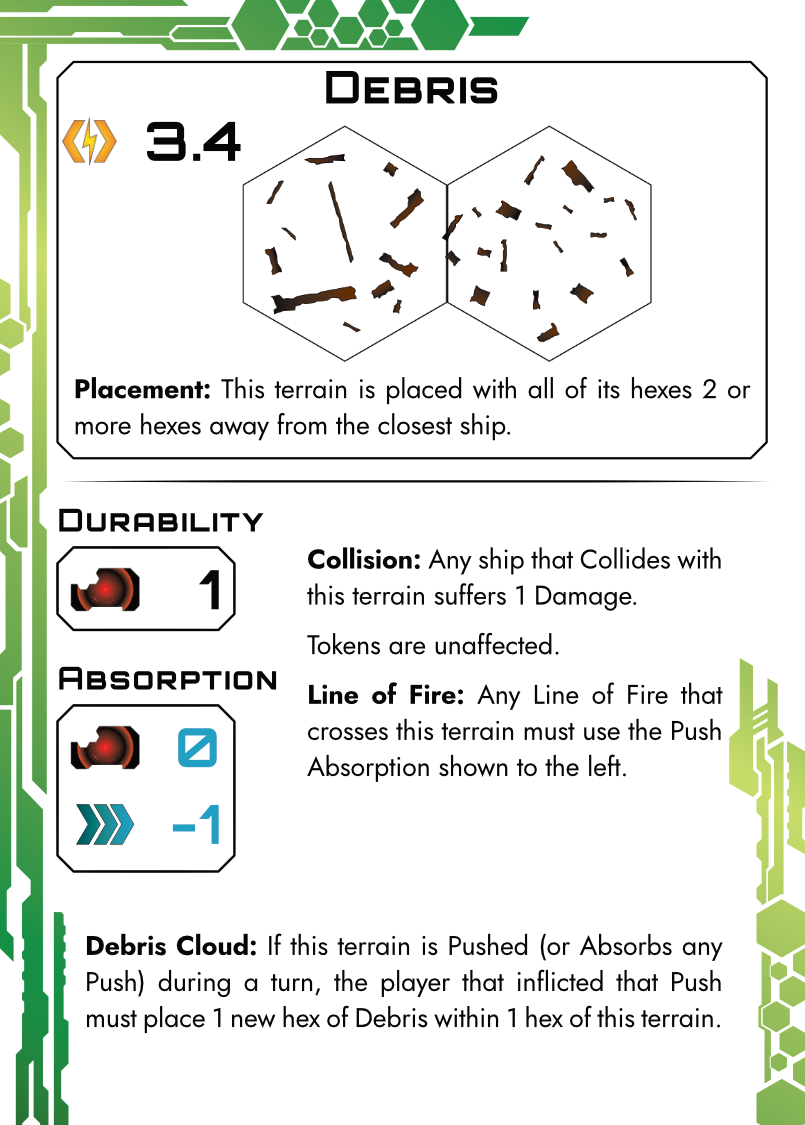 DEBRIS
3.4
Placement: This terrain is placed with all of its hexes 2 or
more hexes away from the closest ship.
DURABILITY
1
Collision: Any ship that Collides with
this terrain suffers 1 Damage.
Tokens are unaffected.
ABSORPTION
0
-1
Line of Fire: Any Line of Fire that
crosses this terrain must use the Push
Absorption shown to the left.
Debris Cloud: If this terrain is Pushed (or Absorbs any
Push) during a turn, the player that inflicted that Push
must place 1 new hex of Debris within 1 hex of this terrain.